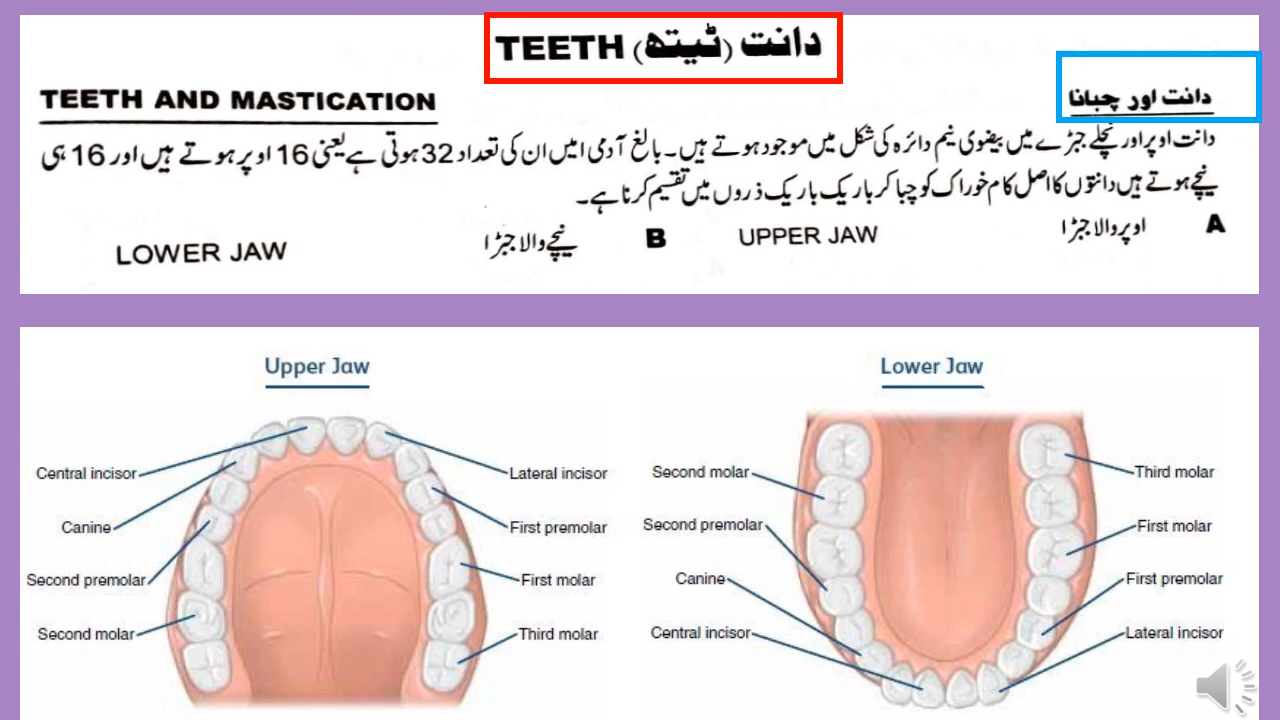 دانت (ٹیتھ) TEETH
TEETH AND MASTICATION دانت اور چبانا
دانت اوپر اور نچلے جبڑے میں بیضوی نیم دائرہ کی شکل میں موجود ہوتے ہیں۔ بالغ آدمی میں ان کی تعداد 32 ہوتی ہے یعنی 16 اوپر ہوتے ہیں اور 16 ہی
نیچے ہوتے ہیں دانتوں کا اصل کام خوراک کو چبا کر باریک باریک ذروں میں تقسیم کرنا ہے۔
A اوپر والا جبڑا UPPER JAW B نیچے والا جبڑا LOWER JAW
Upper Jaw
Central incisor
Canine
Second premolar
Second molar
Lateral incisor
First premolar
First molar
Third molar
Lower Jaw
Second molar
Second premolar
Canine
Central incisor
Third molar
First molar
First premolar
Lateral incisor